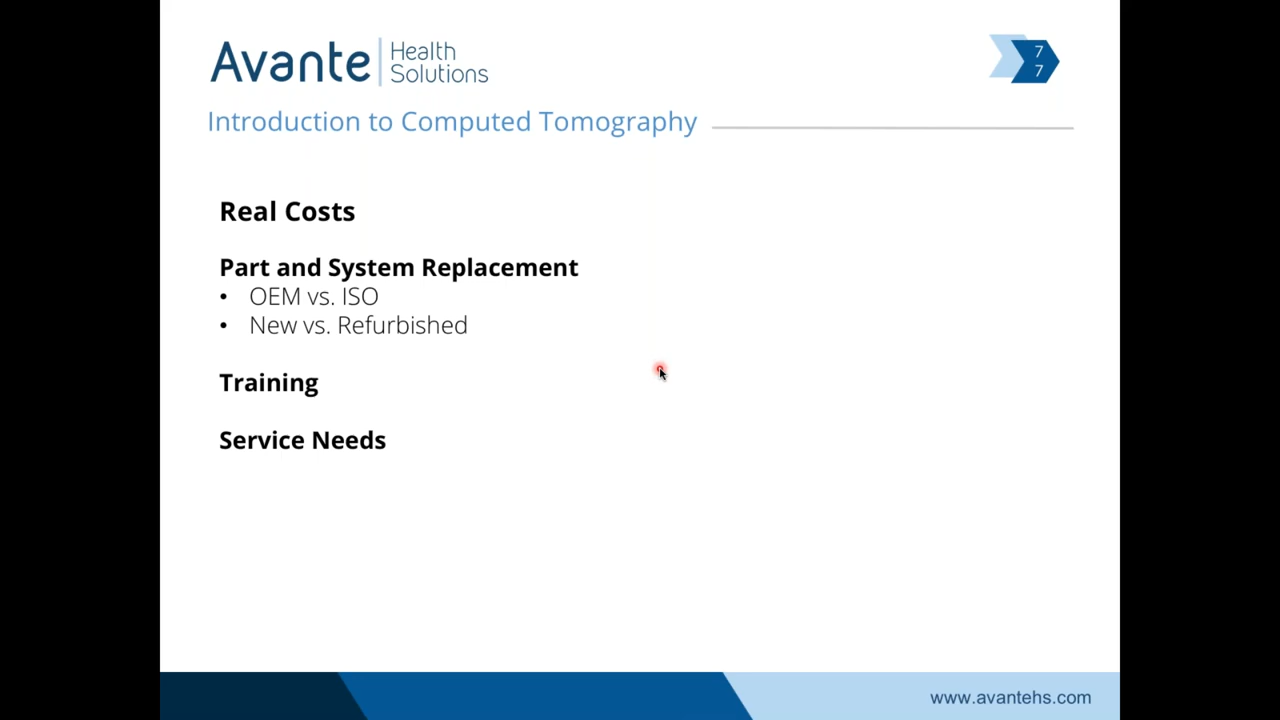 Avante Health
Solutions
7
7
Introduction to Computed Tomography
Real Costs
Part and System Replacement
• OEM vs. ISO
• New vs. Refurbished
Training
Service Needs
www.avantehs.com